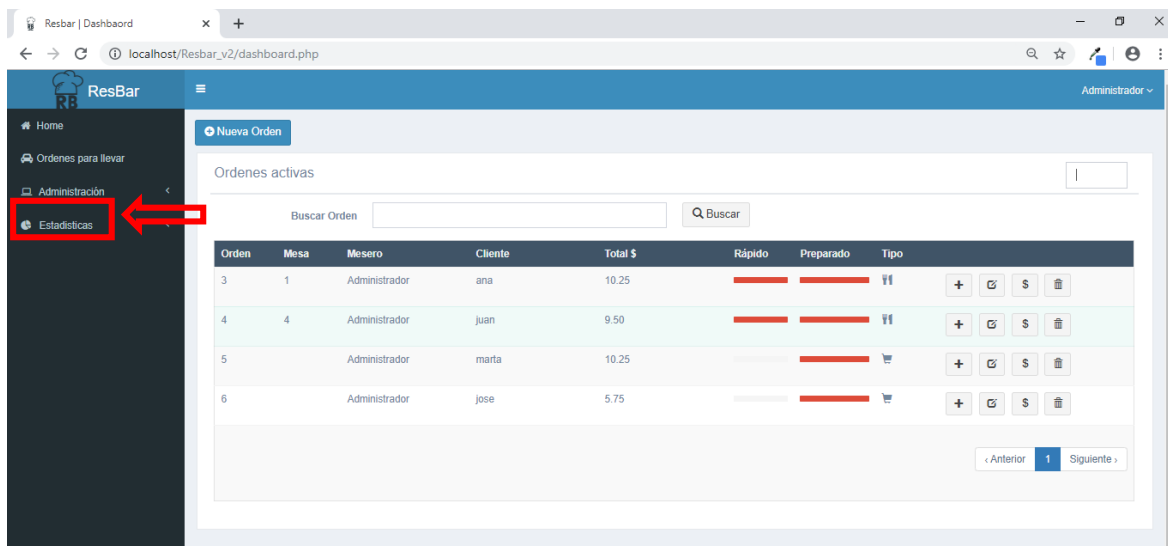 Resbar | Dashbaord
localhost/Resbar_v2/dashboard.php
RB ResBar
Administrador
Home
Nueva Orden
Ordenes para llevar
Ordenes activas
Administración
Buscar Orden Buscar
Estadisticas
Orden Mesa Mesero Cliente Total $ Rápido Preparado Tipo
3 1 Administrador ana 10.25
$
4 4 Administrador juan 9.50
$
5 Administrador marta 10.25
$
6 Administrador jose 5.75
$
‹ Anterior 1 Siguiente ›